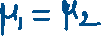 μ₁ = μ₂